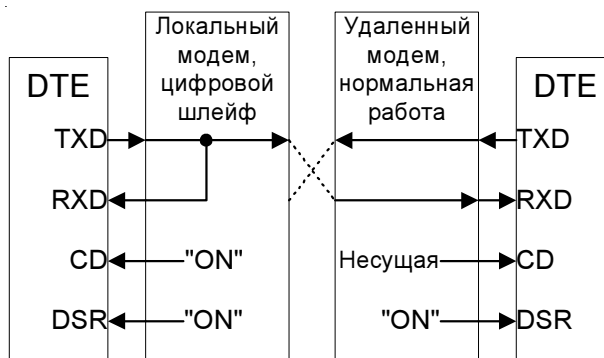 Локальный
модем,
цифровой
шлейф
Удаленный
модем,
нормальная
работа
DTE
DTE
TXD
TXD
RXD
RXD
CD
"ON"
Несущая
CD
DSR
"ON"
"ON"
DSR